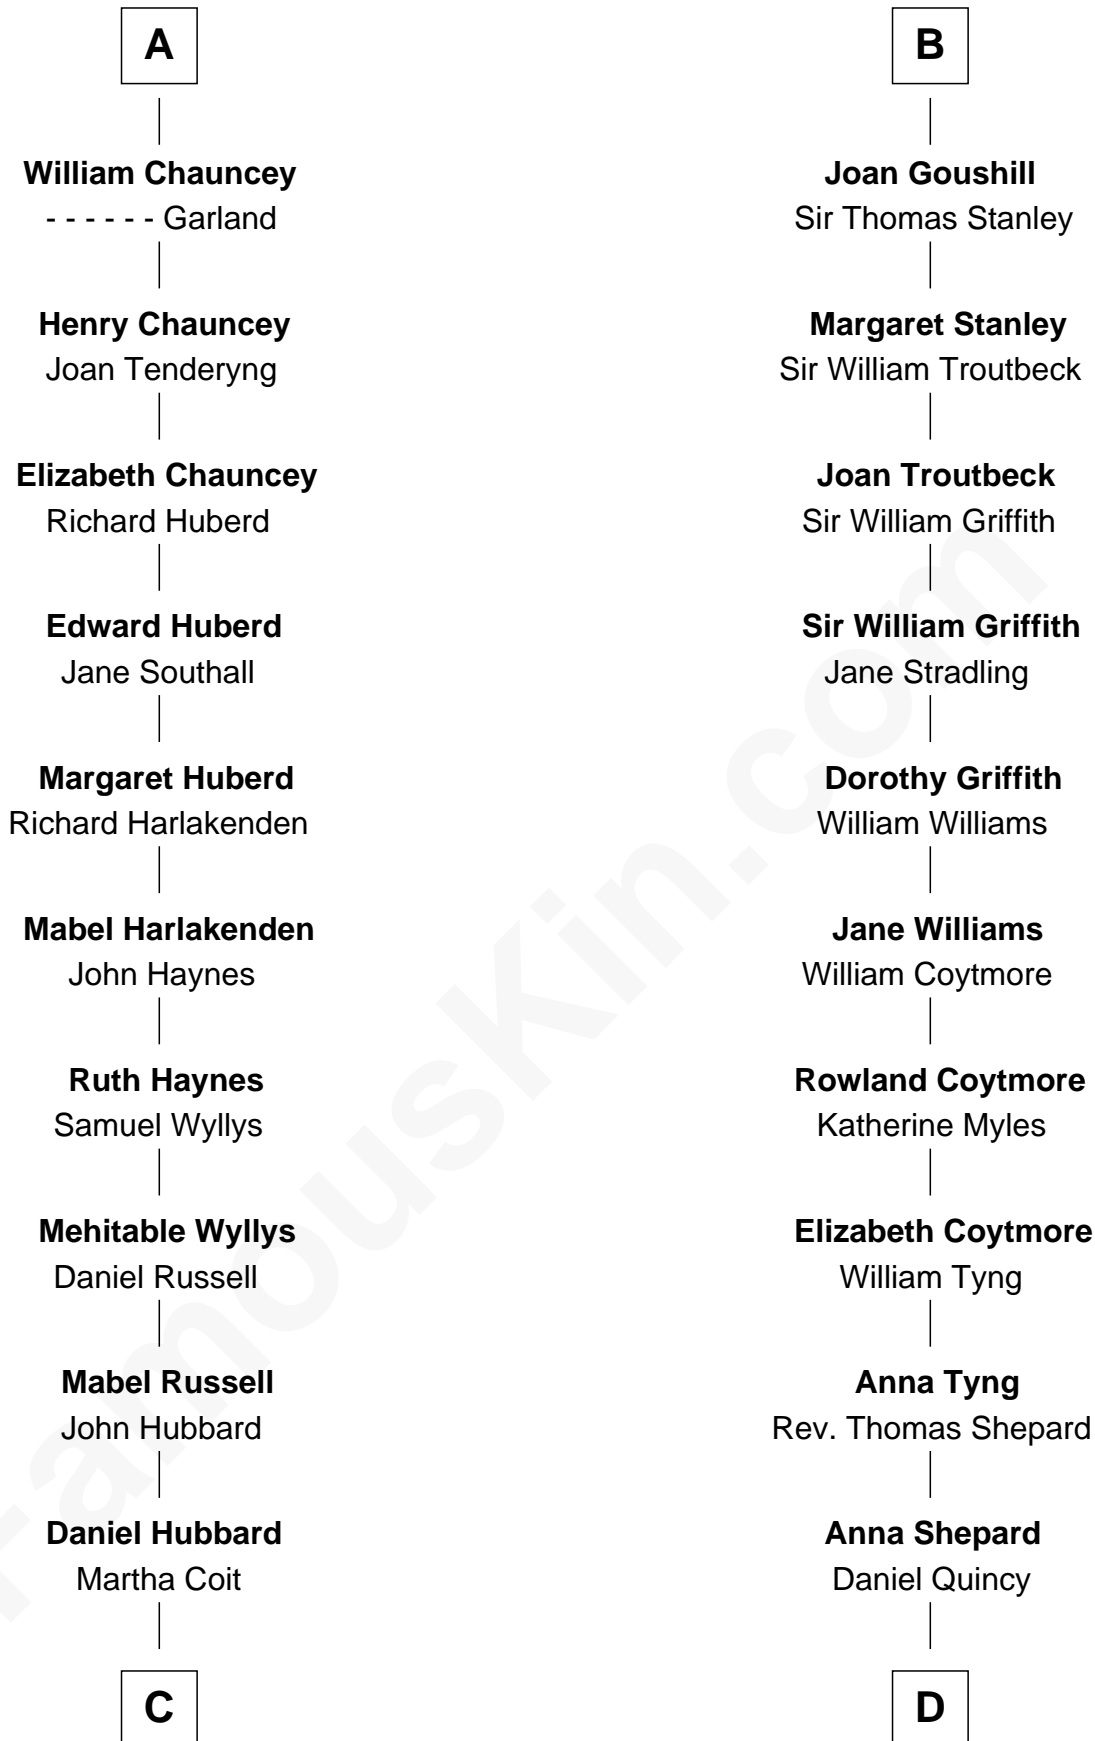 A
William Chauncey
- - - - - - Garland
Henry Chauncey
Joan Tenderyng
Elizabeth Chauncey
Richard Huberd
Edward Huberd
Jane Southall
Margaret Huberd
Richard Harlakenden
Mabel Harlakenden
John Haynes
Ruth Haynes
Samuel Wyllys
Mehitable Wyllys
Daniel Russell
Mabel Russell
John Hubbard
Daniel Hubbard
Martha Coit
C
B
Joan Goushill
Sir Thomas Stanley
Margaret Stanley
Sir William Troutbeck
Joan Troutbeck
Sir William Griffith
Sir William Griffith
Jane Stradling
Dorothy Griffith
William Williams
Jane Williams
William Coytmore
Rowland Coytmore
Katherine Myles
Elizabeth Coytmore
William Tyng
Anna Tyng
Rev. Thomas Shepard
Anna Shepard
Daniel Quincy
D
FamousKin.com